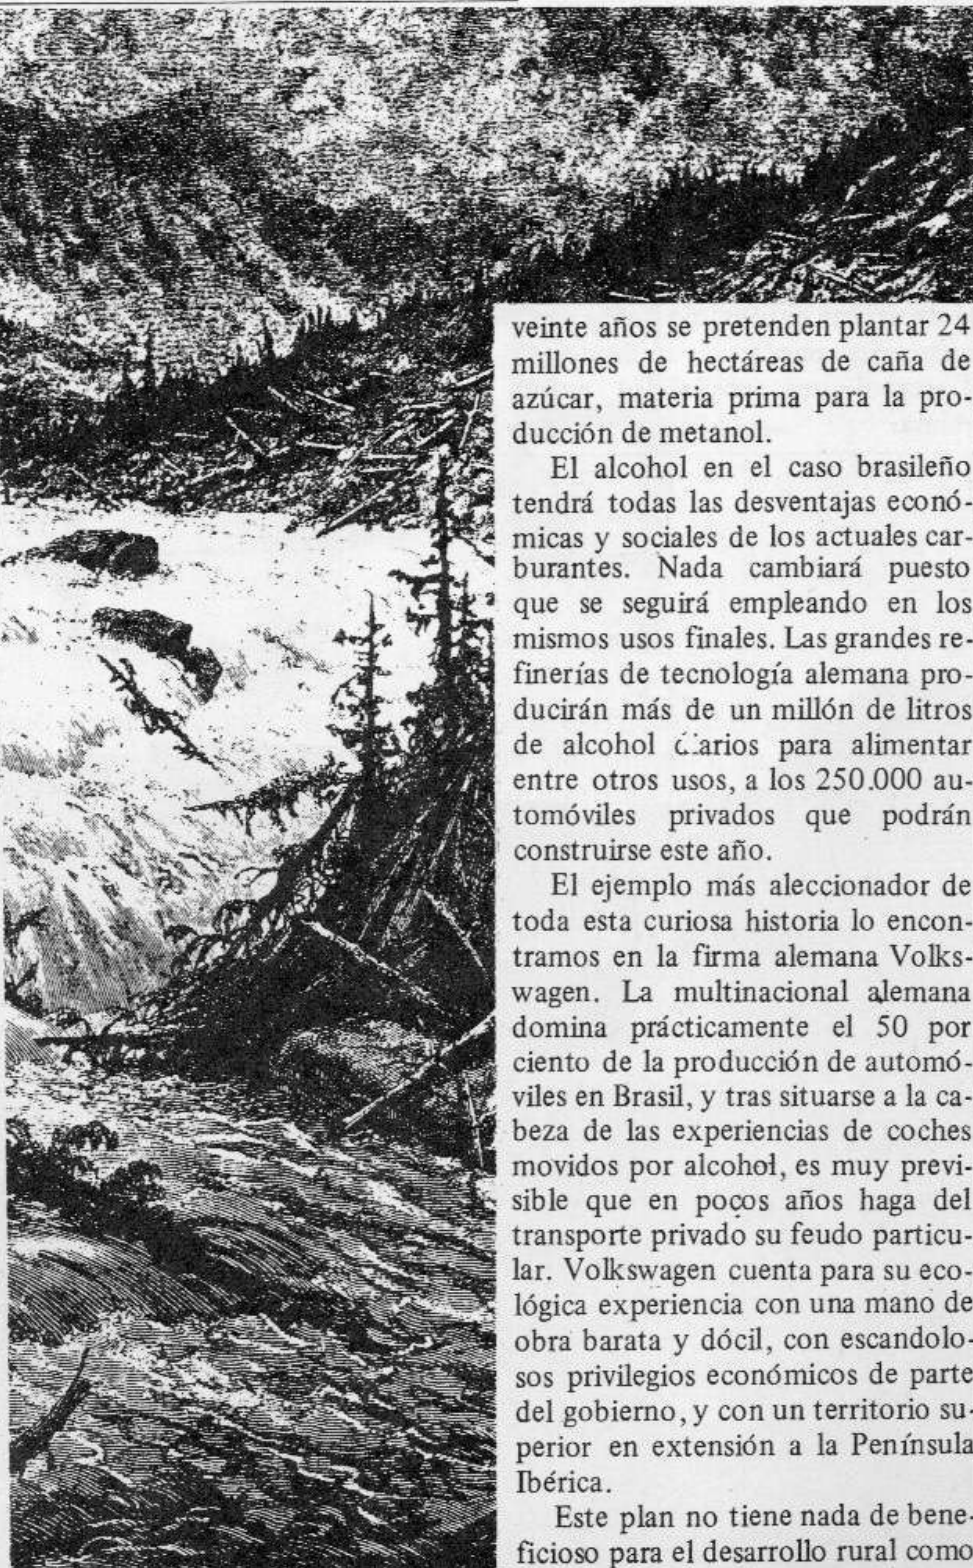 veinte años se pretenden plantar 24
millones de hectáreas de caña de
azúcar, materia prima para la pro-
ducción de metanol.
El alcohol en el caso brasileño
tendrá todas las desventajas econó-
micas y sociales de los actuales car-
burantes. Nada cambiará puesto
que se seguirá empleando en los
mismos usos finales. Las grandes re-
finerías de tecnología alemana pro-
ducirán más de un millón de litros
de alcohol para alimentar
entre otros usos, a los 250.000 au-
tomóviles privados que podrán
construirse este año.
El ejemplo más aleccionador de
toda esta curiosa historia lo encon-
tramos en la firma alemana Volks-
wagen. La multinacional alemana
domina prácticamente el 50 por
ciento de la producción de automó-
viles en Brasil, y tras situarse a la ca-
beza de las experiencias de coches
movidos por alcohol, es muy previ-
sible que en pocos años haga del
transporte privado su feudo particu-
lar. Volkswagen cuenta para su eco-
lógica experiencia con una mano de
obra barata y dócil, con escandolo-
sos privilegios económicos de parte
del gobierno, y con un territorio su-
perior en extensión a la Península
Ibérica.
Este plan no tiene nada de bene-
ficioso para el desarrollo rural como